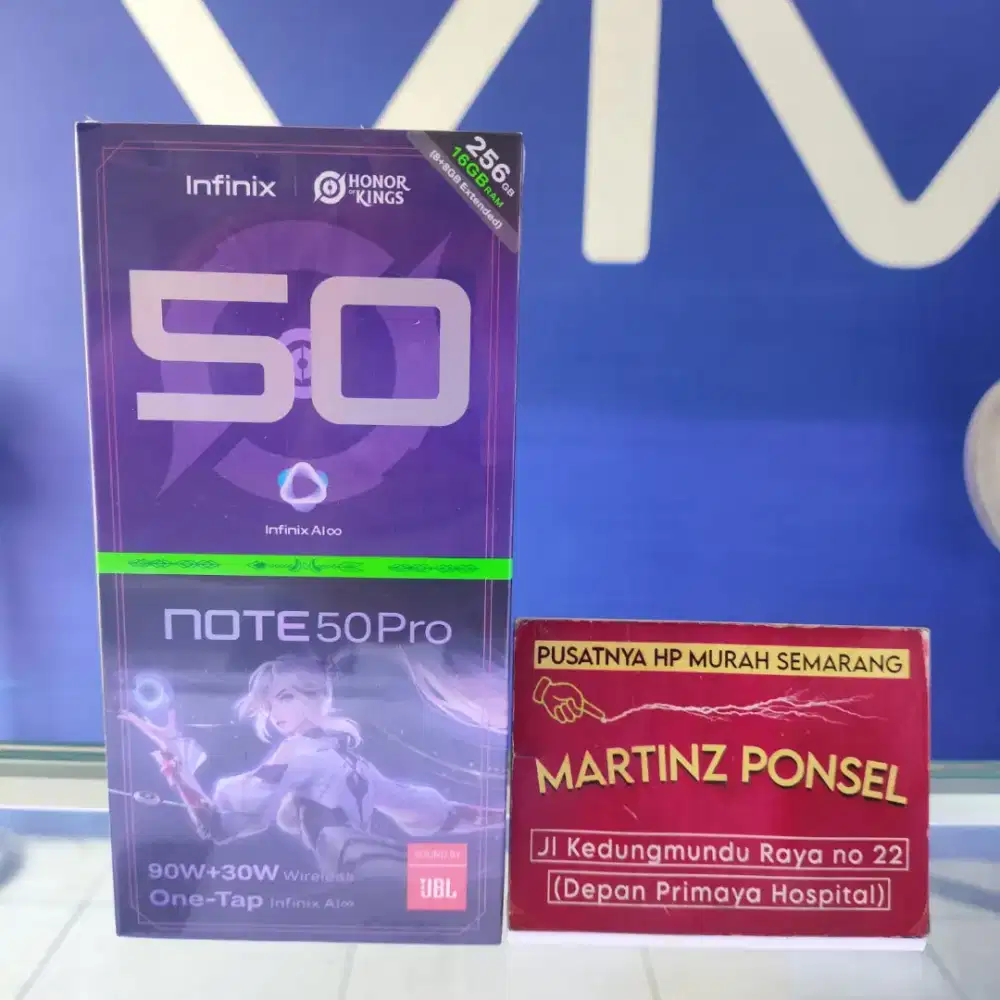 Infinix
HONOR
OF
KINGS
256 GB
16GB RAM
(8+8GB Extended)
50
Infinix AI∞
NOTE 50Pro
90W+30W Wireless
One-Tap Infinix AI∞
SOUND BY
JBL
PUSATNYA HP MURAH SEMARANG
MARTINZ PONSEL
Jl Kedungmundu Raya no 22
(Depan Primaya Hospital)